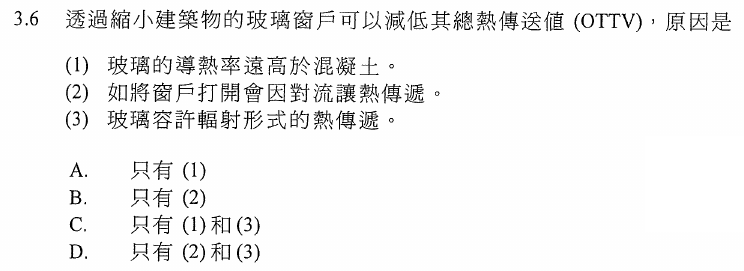 3.6 透過縮小建築物的玻璃窗戶可以減低其總熱傳送值 (OTTV)，原因是
(1) 玻璃的導熱率遠高於混凝土。
(2) 如將窗戶打開會因對流讓熱傳遞。
(3) 玻璃容許輻射形式的熱傳遞。
A. 只有 (1)
B. 只有 (2)
C. 只有 (1) 和 (3)
D. 只有 (2) 和 (3)